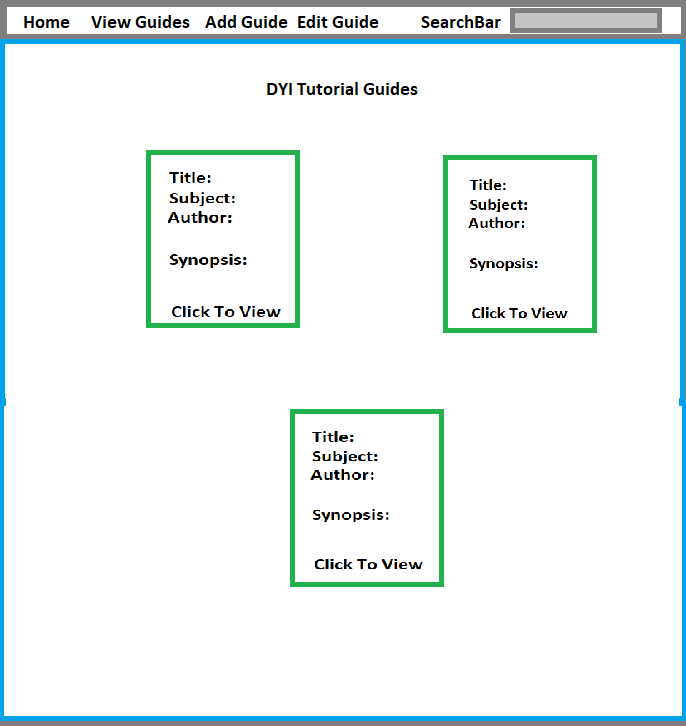 Home View Guides Add Guide Edit Guide SearchBar
DYI Tutorial Guides
Title:
Subject:
Author:
Synopsis:
Click To View
Title:
Subject:
Author:
Synopsis:
Click To View
Title:
Subject:
Author:
Synopsis:
Click To View